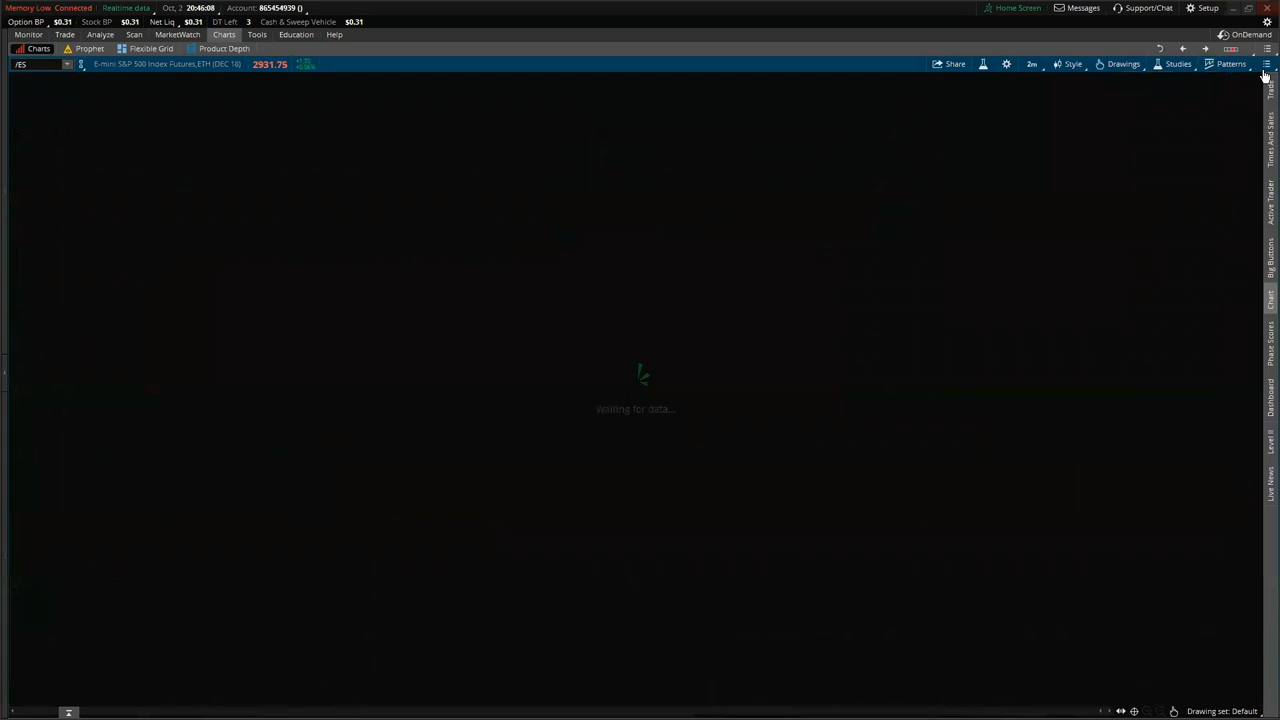 Memory Low Connected Realtime data Oct, 2 20:46:08 Account: 865454939 () Home Screen Messages Support/Chat Setup
Option BP $0.31 Stock BP $0.31 Net Liq $0.31 DT Left 3 Cash & Sweep Vehicle $0.31
Monitor Trade Analyze Scan MarketWatch Charts Tools Education Help OnDemand
Charts Prophet Flexible Grid Product Depth
/ES E-mini S&P 500 Index Futures,ETH (DEC 18) 2931.75 Share 2m Style Drawings Studies Patterns
Times And Sales
Active Trader
Big Buttons
Chart
Phase Scores
Dashboard
Level II
Live News
Waiting for data...
Drawing set: Default